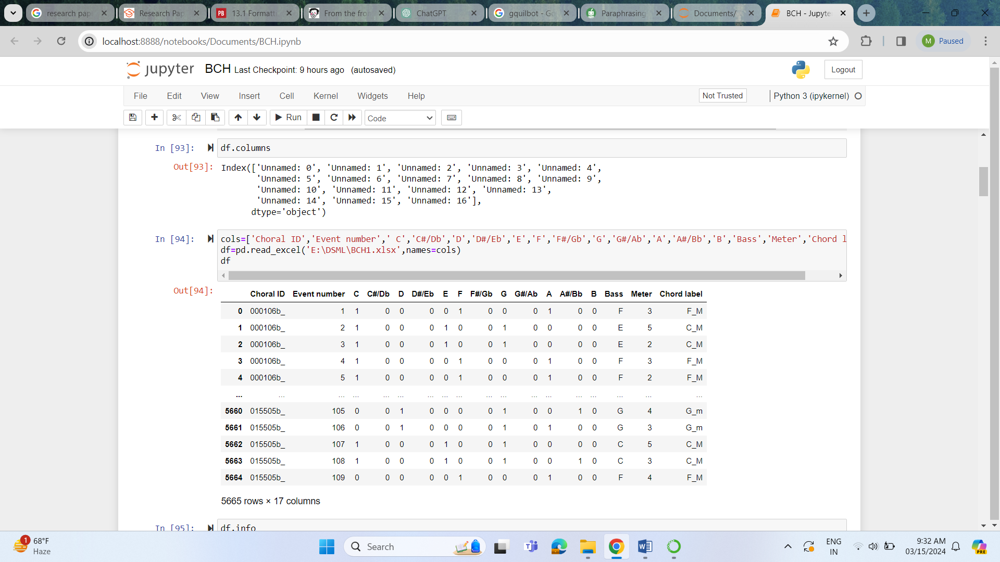 research pap
Research Pap
PB 13.1 Formatti
From the fron
ChatGPT
gquilbot - Go
Paraphrasing
Documents/
BCH - Jupyte
localhost:8888/notebooks/Documents/BCH.ipynb
M Paused
jupyter BCH Last Checkpoint: 9 hours ago (autosaved)
Logout
File Edit View Insert Cell Kernel Widgets Help
Not Trusted
Python 3 (ipykernel)
Run
Code
In [93]: df.columns
Out[93]: Index(['Unnamed: 0', 'Unnamed: 1', 'Unnamed: 2', 'Unnamed: 3', 'Unnamed: 4',
'Unnamed: 5', 'Unnamed: 6', 'Unnamed: 7', 'Unnamed: 8', 'Unnamed: 9',
'Unnamed: 10', 'Unnamed: 11', 'Unnamed: 12', 'Unnamed: 13',
'Unnamed: 14', 'Unnamed: 15', 'Unnamed: 16'],
dtype='object')
In [94]: cols=['Choral ID','Event number',' C','C#/Db','D','D#/Eb','E','F','F#/Gb','G','G#/Ab','A','A#/Bb','B','Bass','Meter','Chord l
df=pd.read_excel('E:\DSML\BCH1.xlsx',names=cols)
df
Out[94]:
Choral ID Event number C C#/Db D D#/Eb E F F#/Gb G G#/Ab A A#/Bb B Bass Meter Chord label
0 000106b_ 1 1 0 0 0 0 1 0 0 0 1 0 0 F 3 F_M
1 000106b_ 2 1 0 0 0 1 0 0 1 0 0 0 0 E 5 C_M
2 000106b_ 3 1 0 0 0 1 0 0 1 0 0 0 0 E 2 C_M
3 000106b_ 4 1 0 0 0 0 1 0 0 0 1 0 0 F 3 F_M
4 000106b_ 5 1 0 0 0 0 1 0 0 0 1 0 0 F 2 F_M
... ... ... ... ... ... ... ... ... ... ... ... ... ... ... ... ... ...
5660 015505b_ 105 0 0 1 0 0 0 0 1 0 0 1 0 G 4 G_m
5661 015505b_ 106 0 0 1 0 0 0 0 1 0 1 0 0 G 3 G_m
5662 015505b_ 107 1 0 0 0 1 0 0 1 0 0 0 0 C 5 C_M
5663 015505b_ 108 1 0 0 0 1 0 0 1 0 0 1 0 C 3 C_M
5664 015505b_ 109 0 0 0 0 0 1 0 0 0 1 0 0 F 4 F_M
5665 rows × 17 columns
In [95]: df.info
1
68°F
Haze
Search
ENG
IN
9:32 AM
03/15/2024
PRE